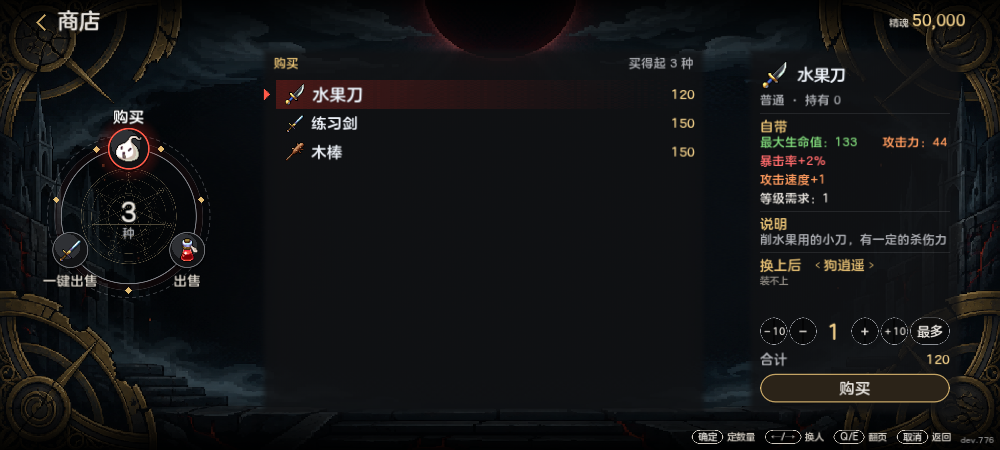 商店
精魂 50,000
购买
3
种
一键出售
出售
购买
买得起 3 种
水果刀 120
练习剑 150
木棒 150
水果刀
普通 · 持有 0
自带
最大生命值：133 攻击力：44
暴击率+2%
攻击速度+1
等级需求：1
说明
削水果用的小刀，有一定的杀伤力
换上后 ‹ 狗逍遥 ›
装不上
-10 − 1 + +10 最多
合计 120
购买
确定 定数量 ←/→ 换人 Q/E 翻页 取消 返回
dev.776